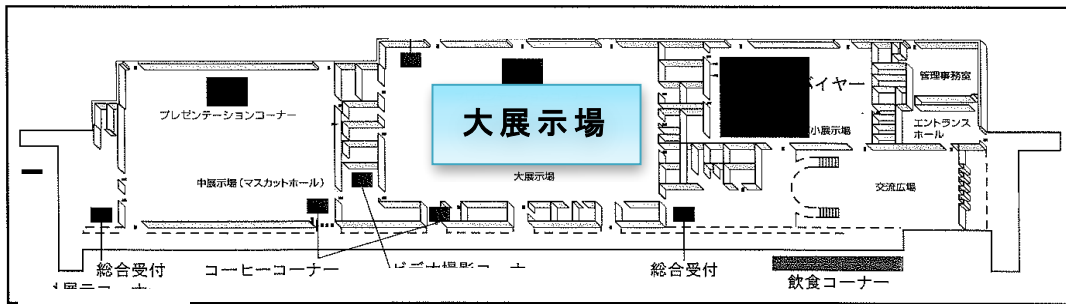 バイヤー
管理事務室
プレゼンテーションコーナー
大展示場
小展示場
エントランス
ホール
大展示場
中展示場（マスカットホール）
交流広場
総合受付
コーヒーコーナー
総合受付
飲食コーナー